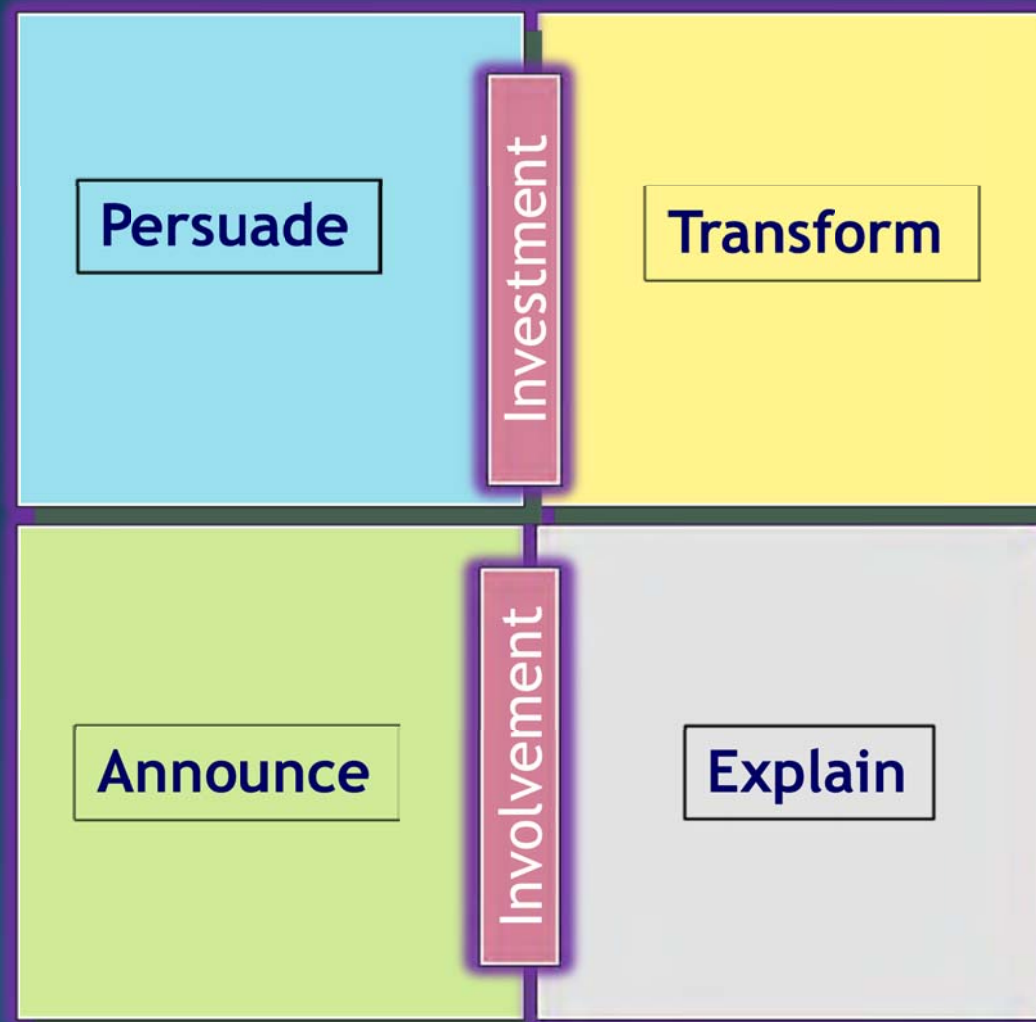 Persuade
Investment
Transform
Announce
Involvement
Explain